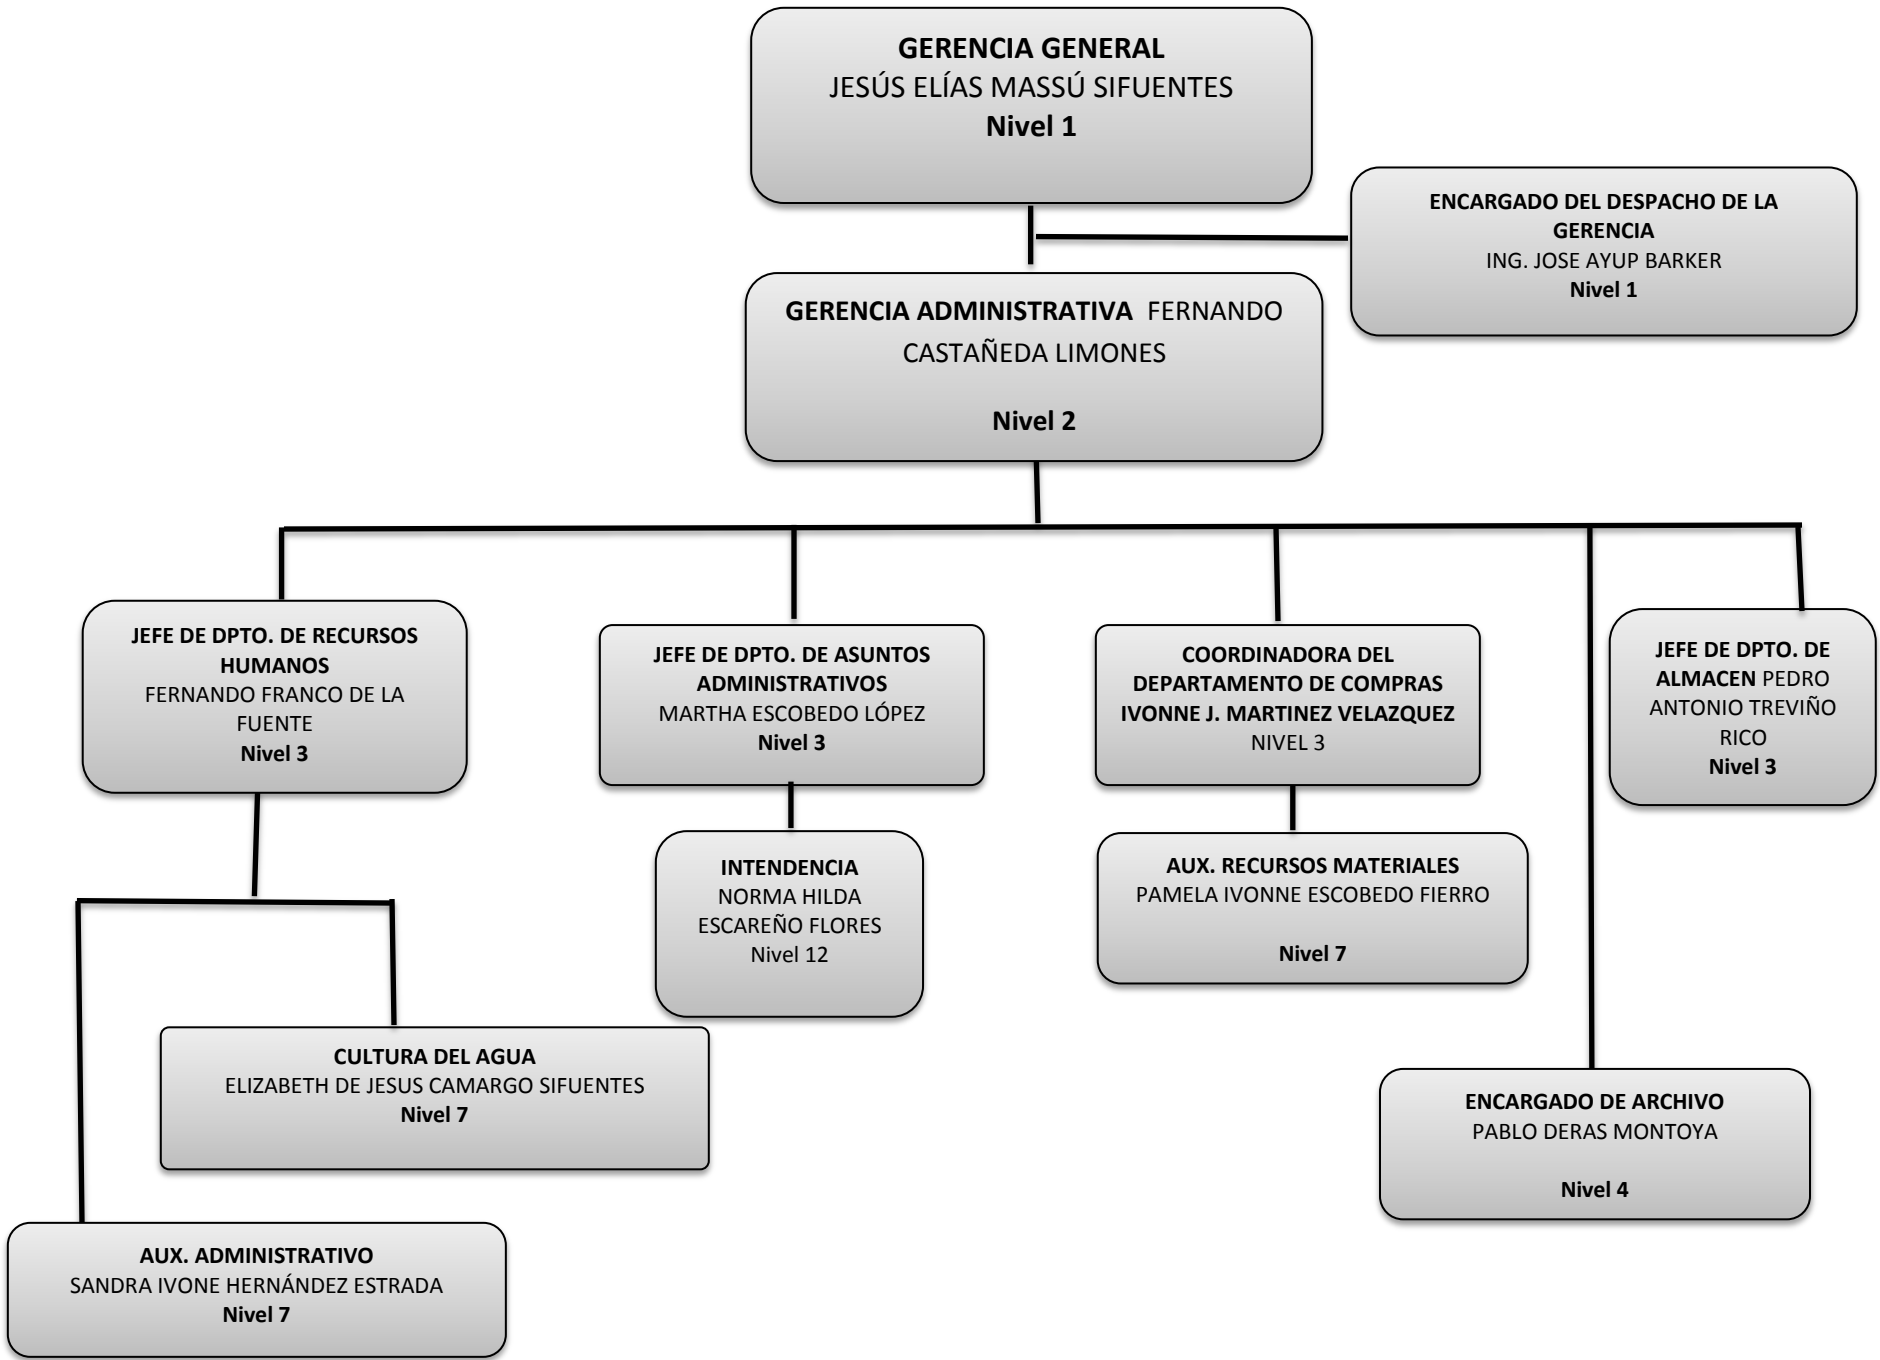 GERENCIA GENERAL
JESÚS ELÍAS MASSÚ SIFUENTES
Nivel 1
ENCARGADO DEL DESPACHO DE LA
GERENCIA
ING. JOSE AYUP BARKER
Nivel 1
GERENCIA ADMINISTRATIVA FERNANDO
CASTAÑEDA LIMONES
Nivel 2
JEFE DE DPTO. DE RECURSOS
HUMANOS
FERNANDO FRANCO DE LA
FUENTE
Nivel 3
JEFE DE DPTO. DE ASUNTOS
ADMINISTRATIVOS
MARTHA ESCOBEDO LÓPEZ
Nivel 3
COORDINADORA DEL
DEPARTAMENTO DE COMPRAS
IVONNE J. MARTINEZ VELAZQUEZ
NIVEL 3
JEFE DE DPTO. DE
ALMACEN PEDRO
ANTONIO TREVIÑO
RICO
Nivel 3
INTENDENCIA
NORMA HILDA
ESCAREÑO FLORES
Nivel 12
AUX. RECURSOS MATERIALES
PAMELA IVONNE ESCOBEDO FIERRO
Nivel 7
CULTURA DEL AGUA
ELIZABETH DE JESUS CAMARGO SIFUENTES
Nivel 7
ENCARGADO DE ARCHIVO
PABLO DERAS MONTOYA
Nivel 4
AUX. ADMINISTRATIVO
SANDRA IVONE HERNÁNDEZ ESTRADA
Nivel 7